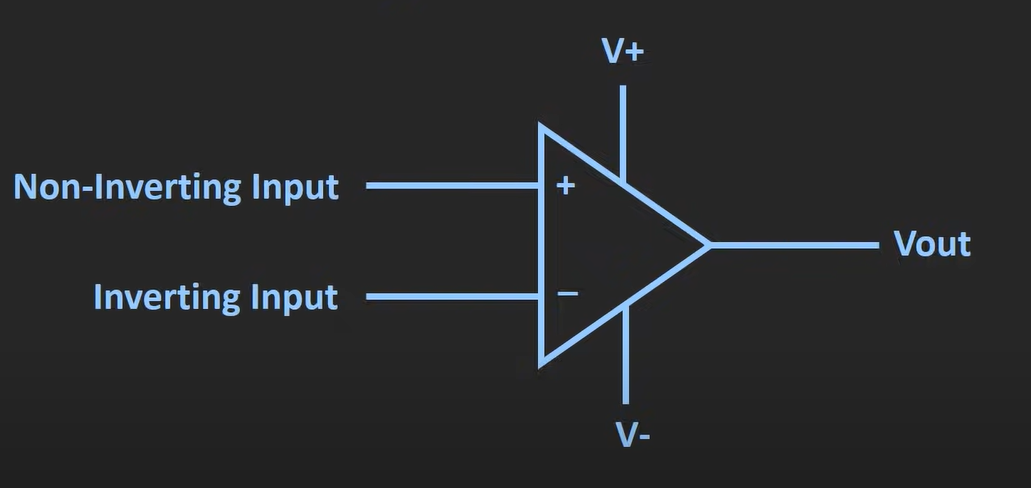 V+
Non-Inverting Input
+
Vout
Inverting Input
−
V-